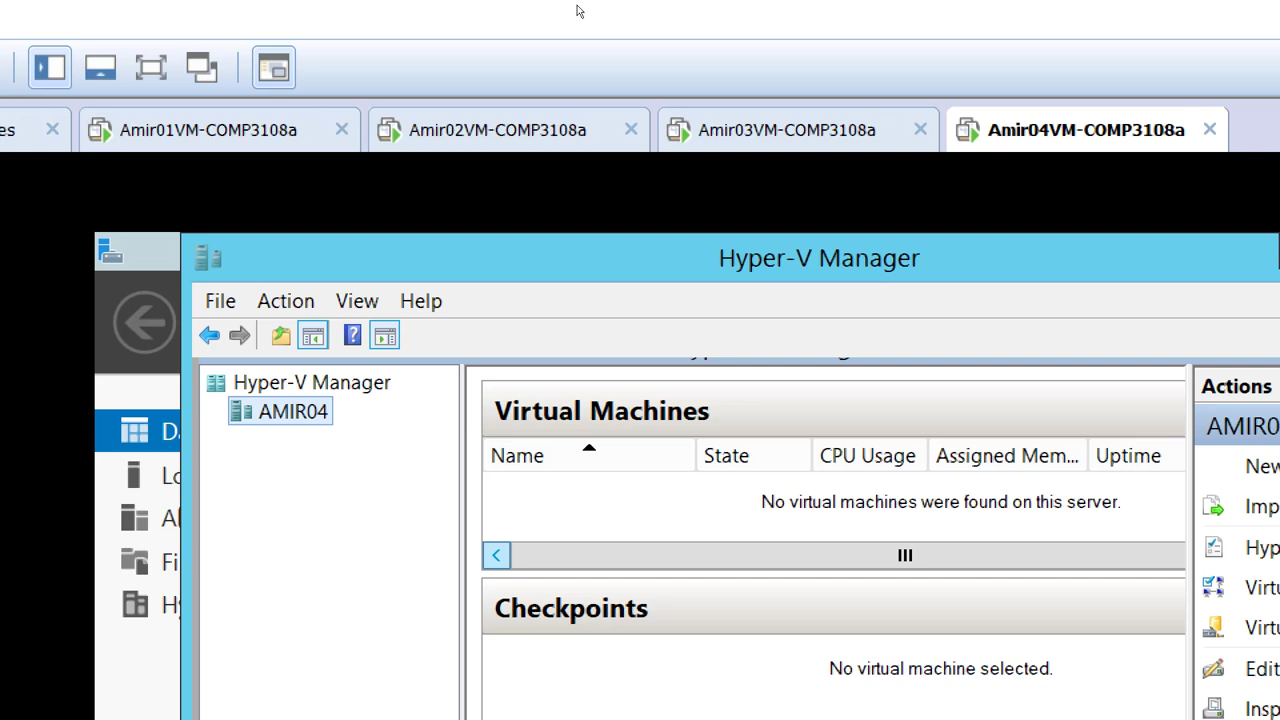 es
Amir01VM-COMP3108a
Amir02VM-COMP3108a
Amir03VM-COMP3108a
Amir04VM-COMP3108a
Hyper-V Manager
File Action View Help
Hyper-V Manager
AMIR04
Virtual Machines
Name State CPU Usage Assigned Mem... Uptime
No virtual machines were found on this server.
Checkpoints
No virtual machine selected.
Actions
AMIR0
New
Imp
Hyp
Virtu
Virtu
Edit
Insp
D
Lo
Al
Fi
Hy